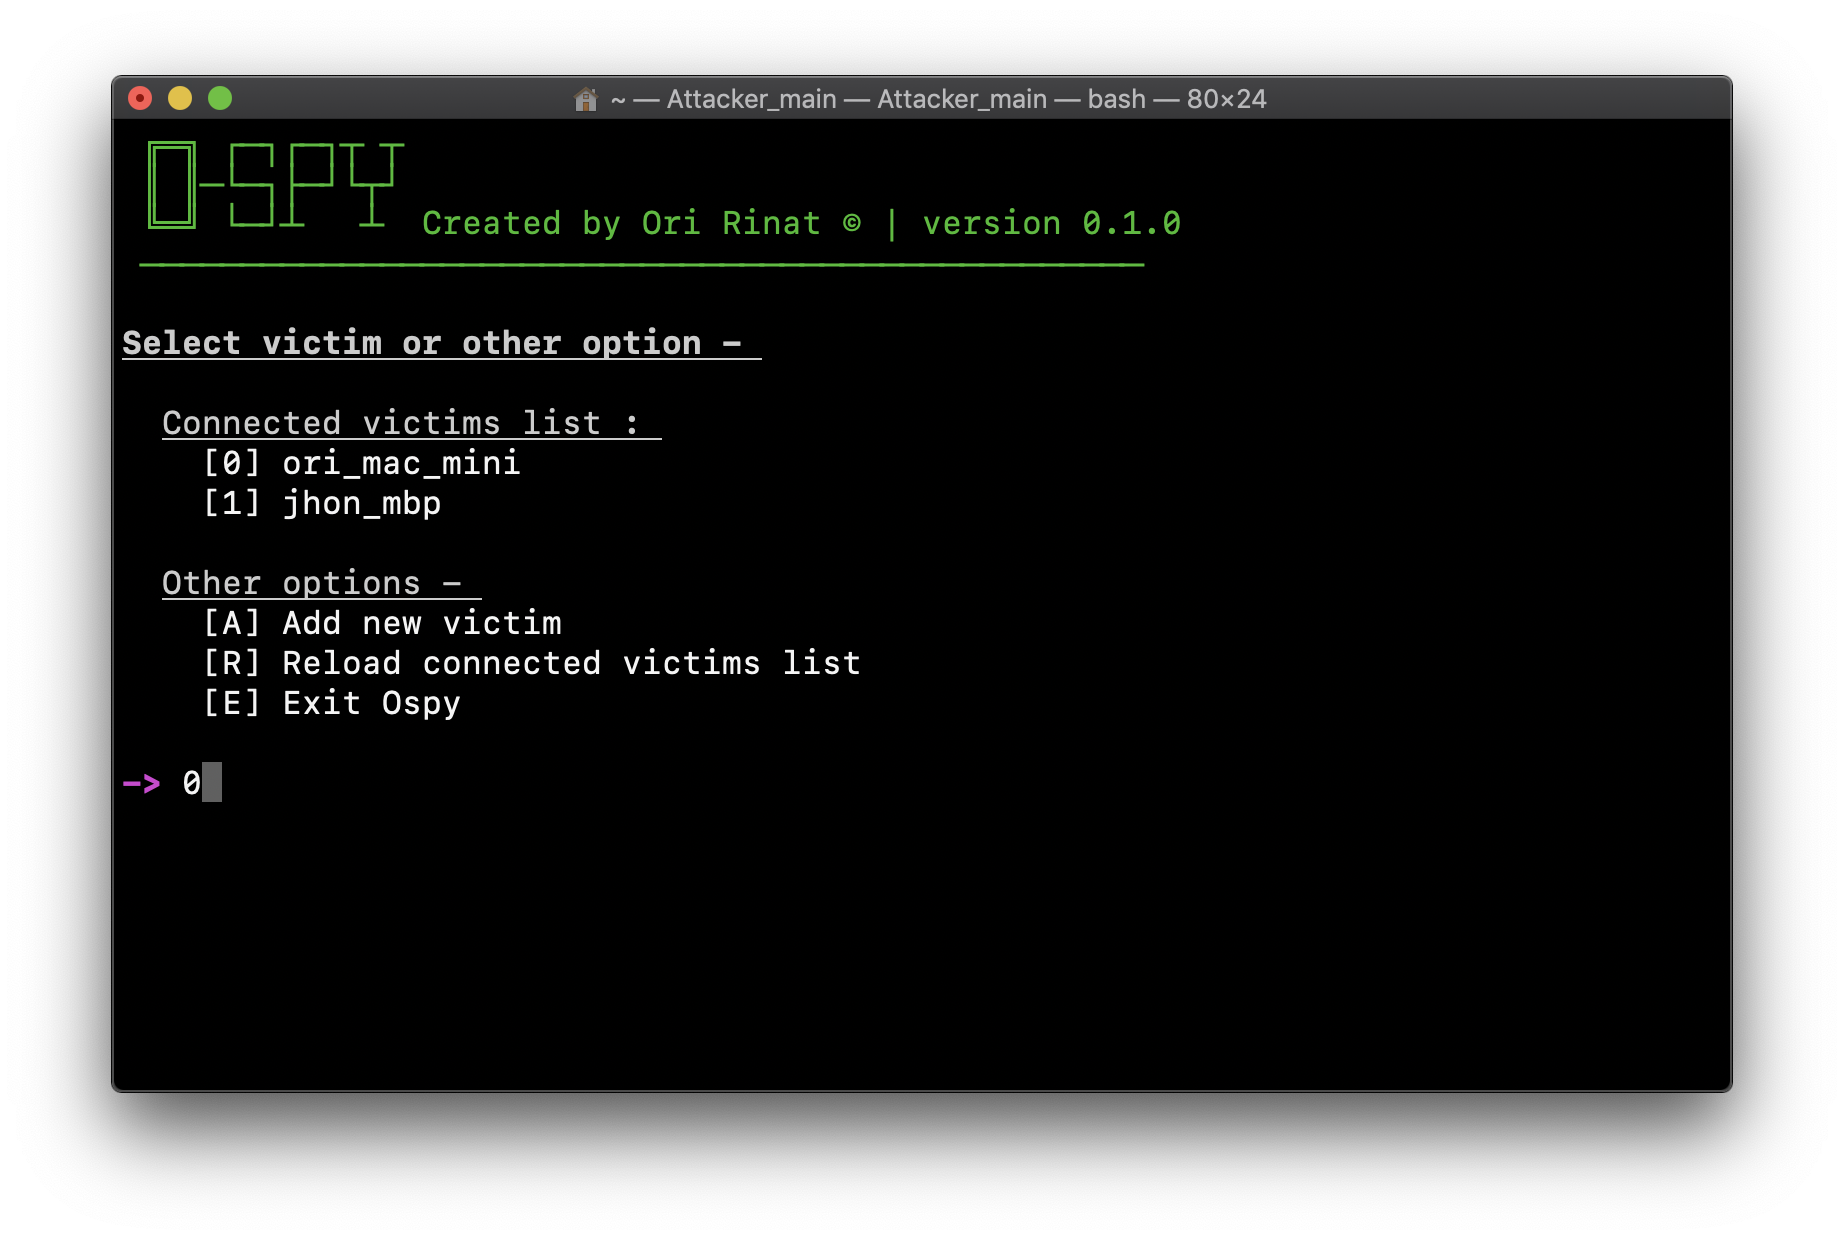 ~ — Attacker_main — Attacker_main — bash — 80×24
O-SPY
Created by Ori Rinat © | version 0.1.0
Select victim or other option -
Connected victims list :
[0] ori_mac_mini
[1] jhon_mbp
Other options -
[A] Add new victim
[R] Reload connected victims list
[E] Exit Ospy
-> 0